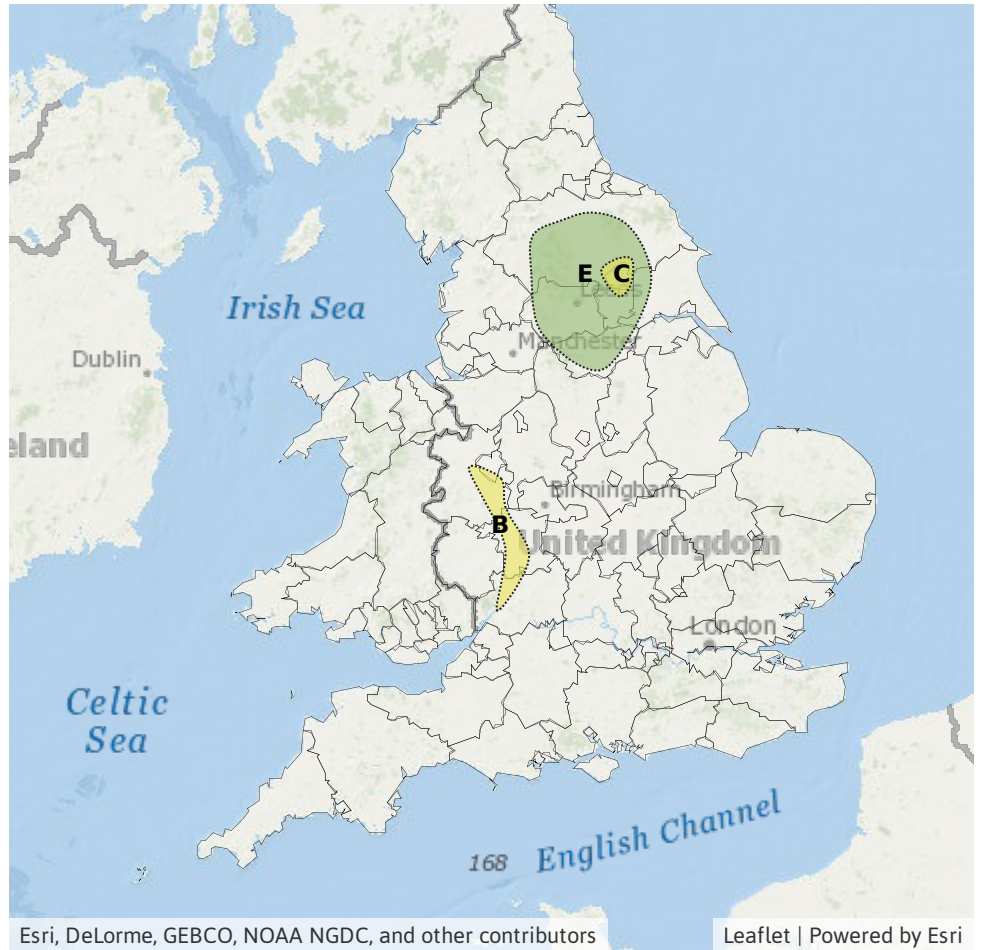 E
C
Leeds
Irish Sea
Manchester
Dublin
eland
Birmingham
B
United Kingdom
London
Celtic
Sea
English Channel
168
Esri, DeLorme, GEBCO, NOAA NGDC, and other contributors
Leaflet | Powered by Esri